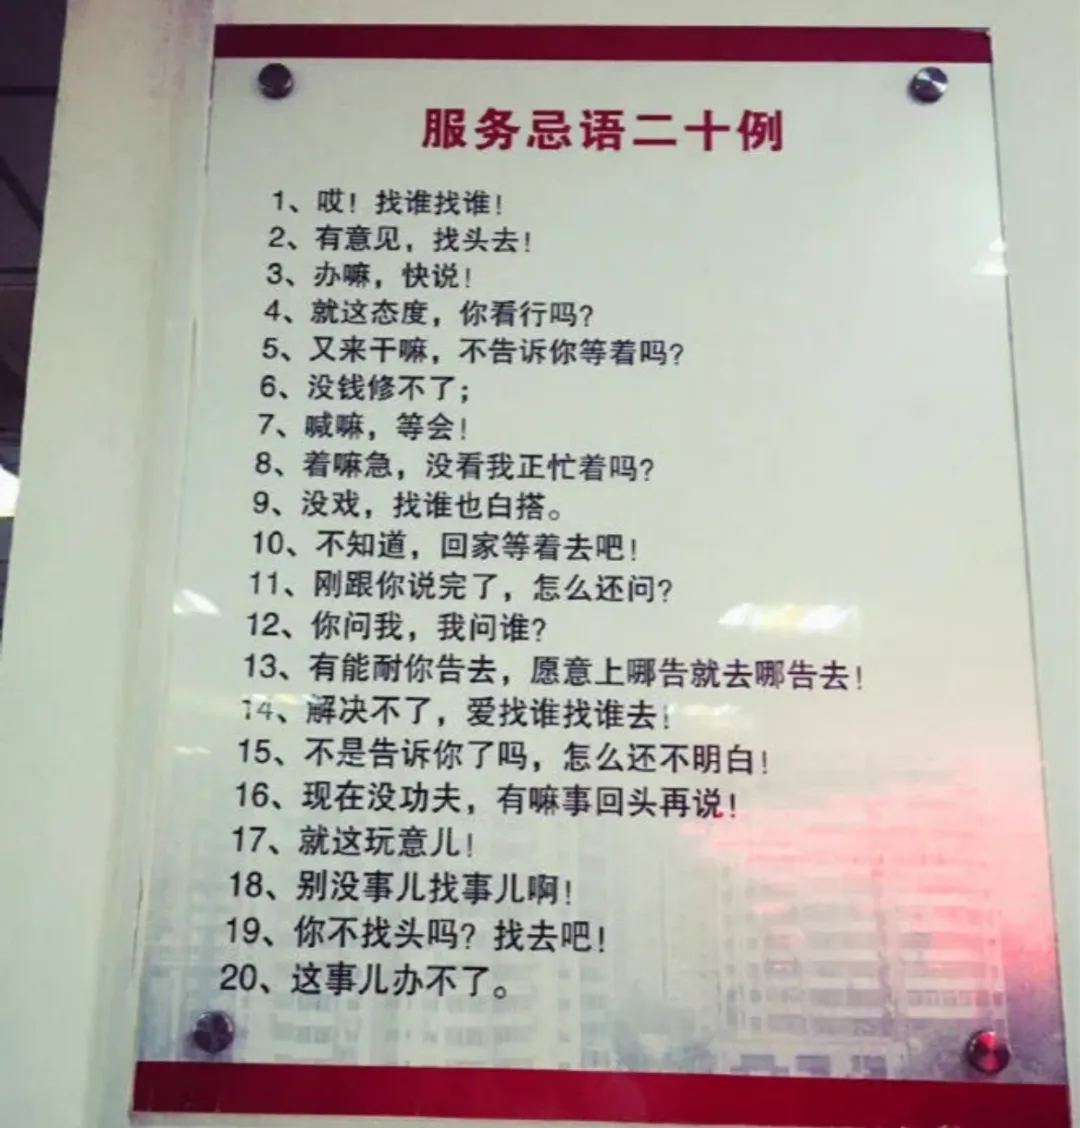 服务忌语二十例
1、哎！找谁找谁！
2、有意见，找头去！
3、办嘛，快说！
4、就这态度，你看行吗？
5、又来干嘛，不告诉你等着吗？
6、没钱修不了；
7、喊嘛，等会！
8、着嘛急，没看我正忙着吗？
9、没戏，找谁也白搭。
10、不知道，回家等着去吧！
11、刚跟你说完了，怎么还问？
12、你问我，我问谁？
13、有能耐你告去，愿意上哪告就去哪告去！
14、解决不了，爱找谁找谁去！
15、不是告诉你了吗，怎么还不明白！
16、现在没功夫，有嘛事回头再说！
17、就这玩意儿！
18、别没事儿找事儿啊！
19、你不找头吗？找去吧！
20、这事儿办不了。